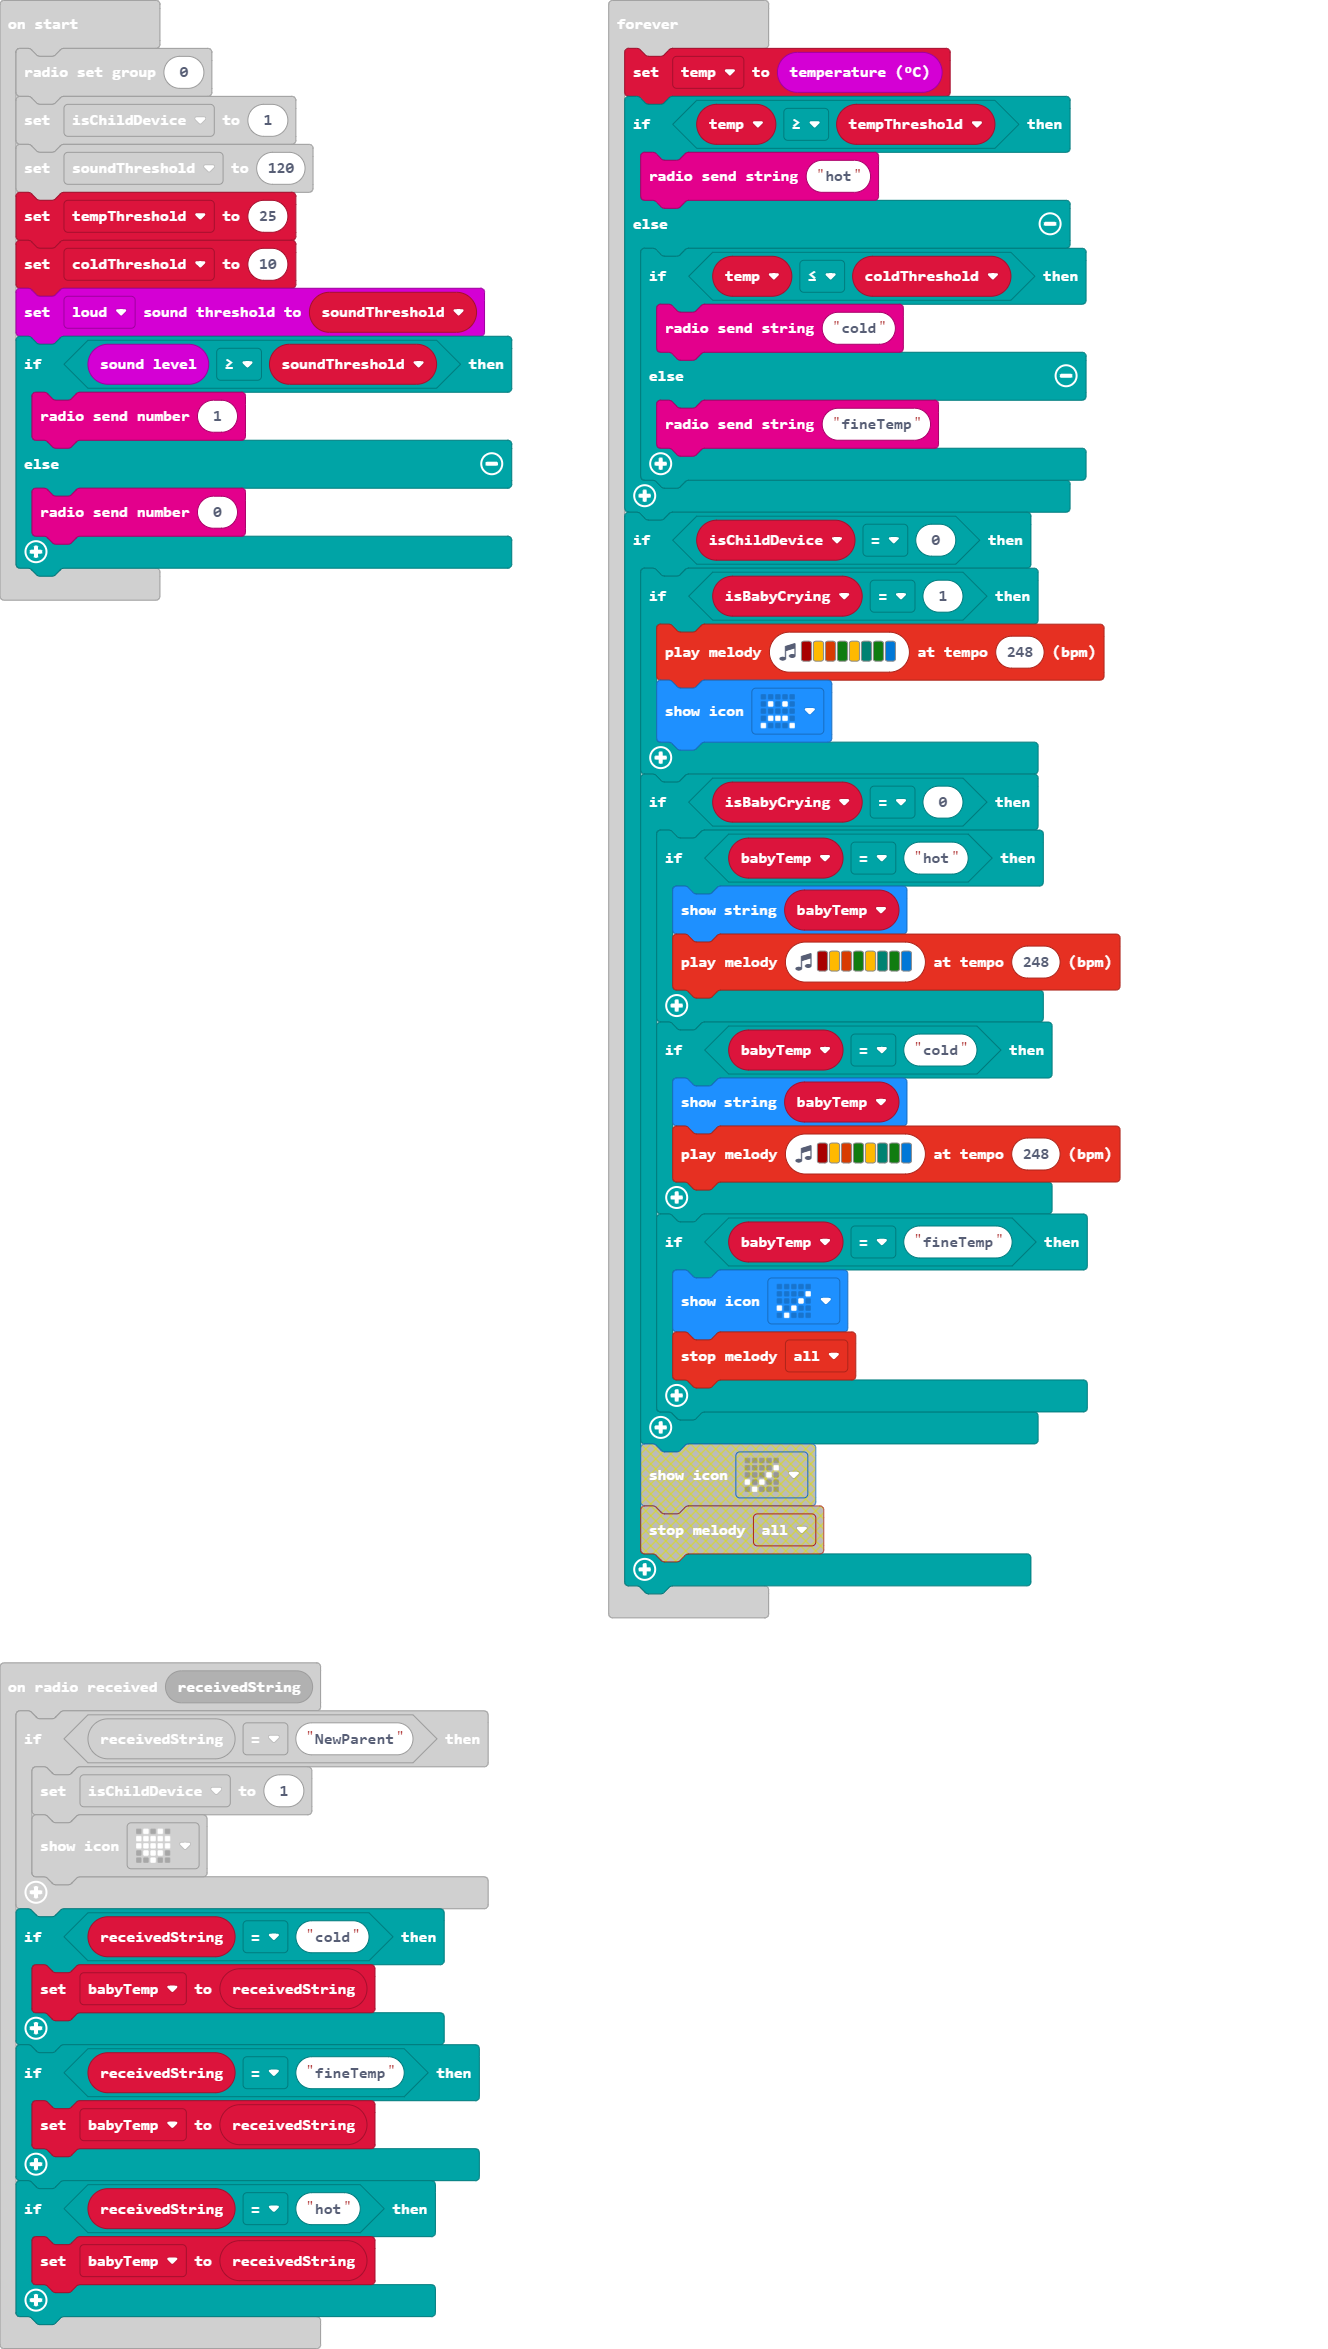 on start
radio set group 0
set isChildDevice to 1
set soundThreshold to 120
set tempThreshold to 25
set coldThreshold to 10
set loud sound threshold to soundThreshold
if sound level ≥ soundThreshold then
radio send number 1
else
radio send number 0
forever
set temp to temperature (ºC)
if temp ≥ tempThreshold then
radio send string "hot"
else
if temp ≤ coldThreshold then
radio send string "cold"
else
radio send string "fineTemp"
if isChildDevice = 0 then
if isBabyCrying = 1 then
play melody at tempo 248 (bpm)
show icon
if isBabyCrying = 0 then
if babyTemp = "hot" then
show string babyTemp
play melody at tempo 248 (bpm)
if babyTemp = "cold" then
show string babyTemp
play melody at tempo 248 (bpm)
if babyTemp = "fineTemp" then
show icon
stop melody all
show icon
stop melody all
on radio received receivedString
if receivedString = "NewParent" then
set isChildDevice to 1
show icon
if receivedString = "cold" then
set babyTemp to receivedString
if receivedString = "fineTemp" then
set babyTemp to receivedString
if receivedString = "hot" then
set babyTemp to receivedString